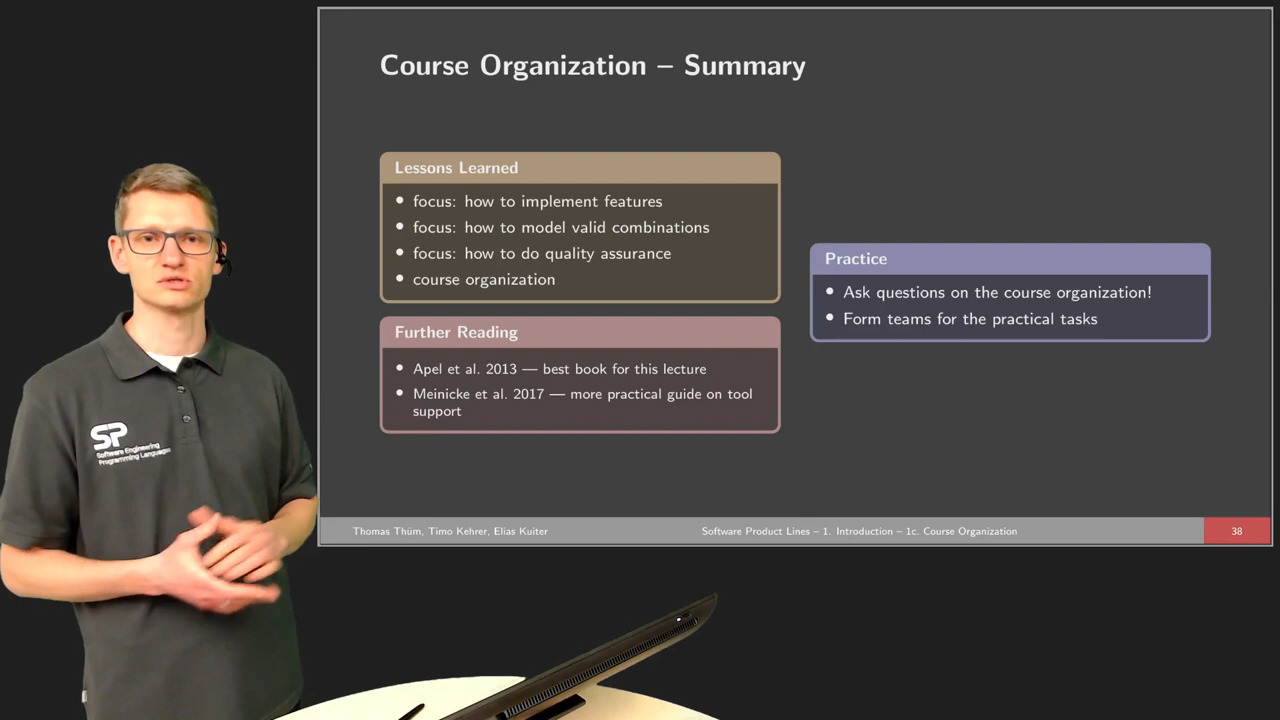 Course Organization – Summary
Lessons Learned
• focus: how to implement features
• focus: how to model valid combinations
• focus: how to do quality assurance
• course organization
Further Reading
• Apel et al. 2013 — best book for this lecture
• Meinicke et al. 2017 — more practical guide on tool
support
Practice
• Ask questions on the course organization!
• Form teams for the practical tasks
SP
Software Engineering
Programming Languages
Thomas Thüm, Timo Kehrer, Elias Kuiter
Software Product Lines – 1. Introduction – 1c. Course Organization
38